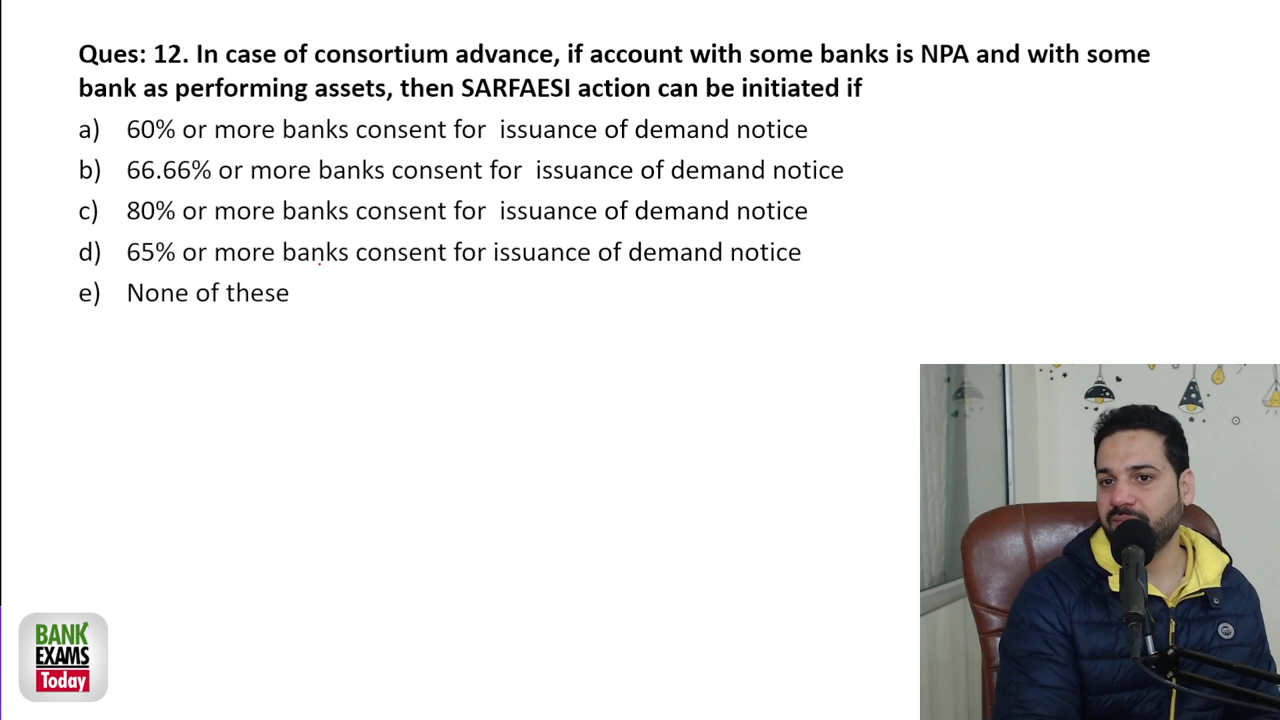 Ques: 12. In case of consortium advance, if account with some banks is NPA and with some
bank as performing assets, then SARFAESI action can be initiated if
a) 60% or more banks consent for issuance of demand notice
b) 66.66% or more banks consent for issuance of demand notice
c) 80% or more banks consent for issuance of demand notice
d) 65% or more banks consent for issuance of demand notice
e) None of these
BANK
EXAMS
Today